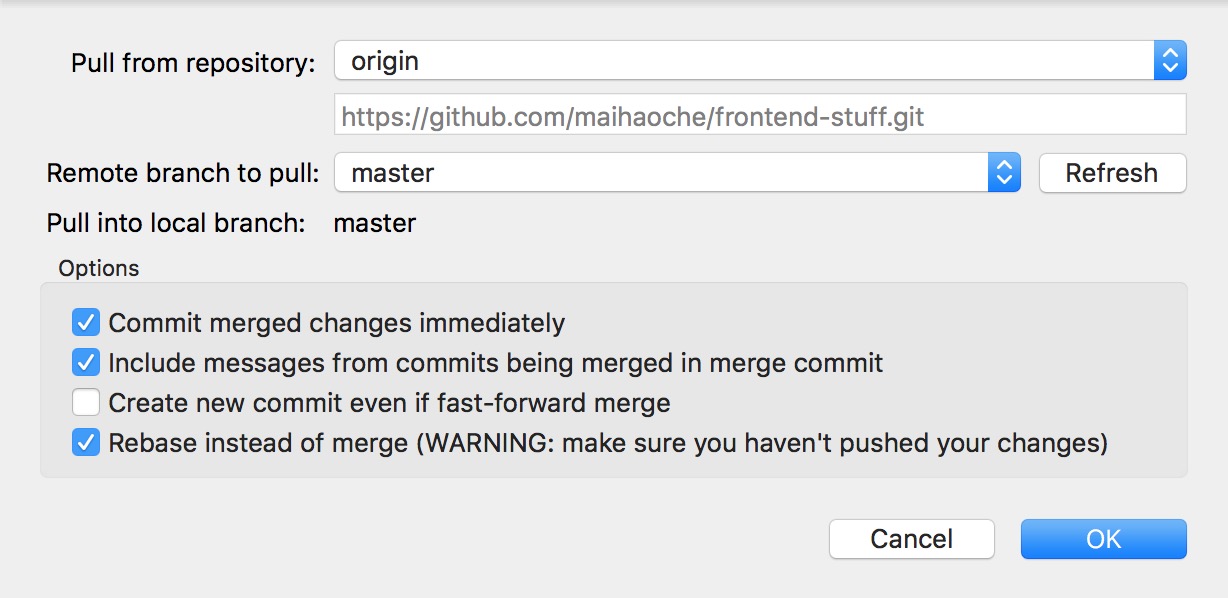 Pull from repository: origin
https://github.com/maihaoche/frontend-stuff.git
Remote branch to pull: master Refresh
Pull into local branch: master
Options
Commit merged changes immediately
Include messages from commits being merged in merge commit
Create new commit even if fast-forward merge
Rebase instead of merge (WARNING: make sure you haven't pushed your changes)
Cancel OK